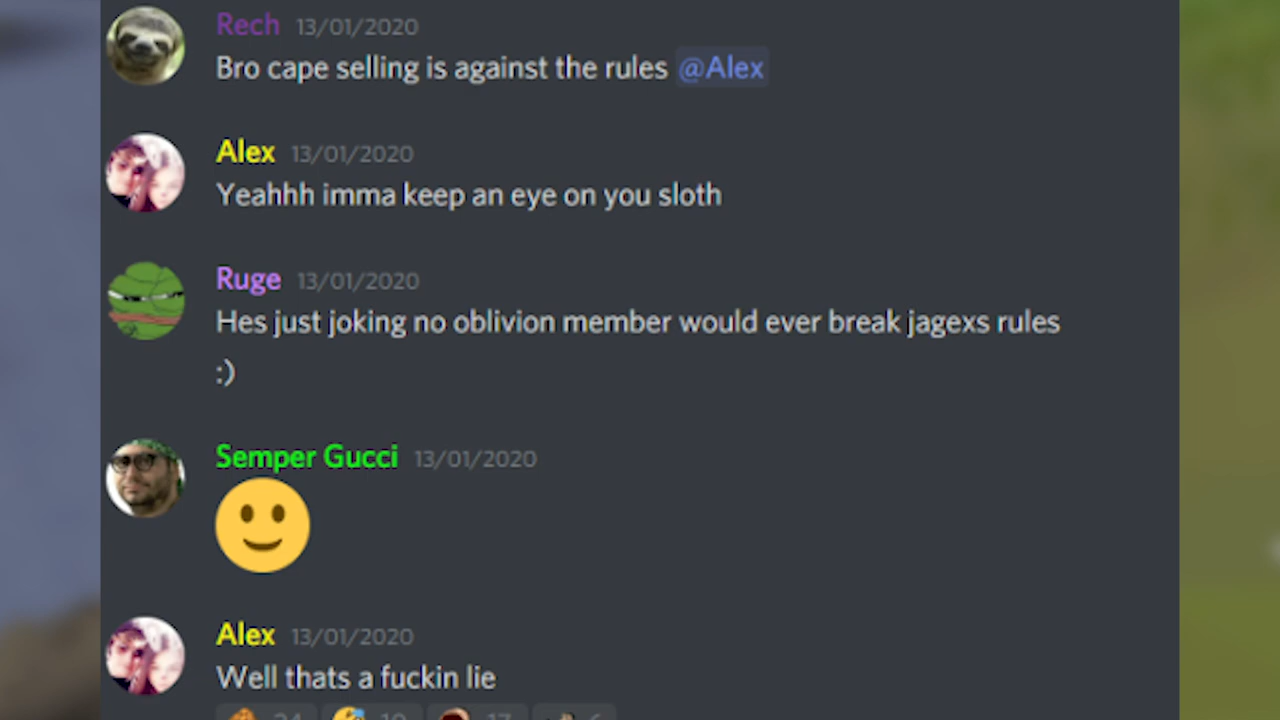 Rech 13/01/2020
Bro cape selling is against the rules @Alex
Alex 13/01/2020
Yeahhh imma keep an eye on you sloth
Ruge 13/01/2020
Hes just joking no oblivion member would ever break jagexs rules
:)
Semper Gucci 13/01/2020
Alex 13/01/2020
Well thats a fuckin lie